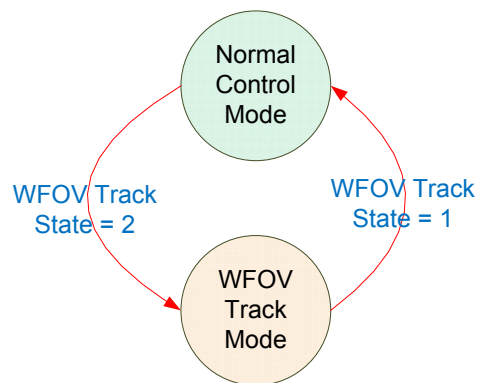 Normal
Control
Mode
WFOV Track
State = 2
WFOV Track
State = 1
WFOV
Track
Mode